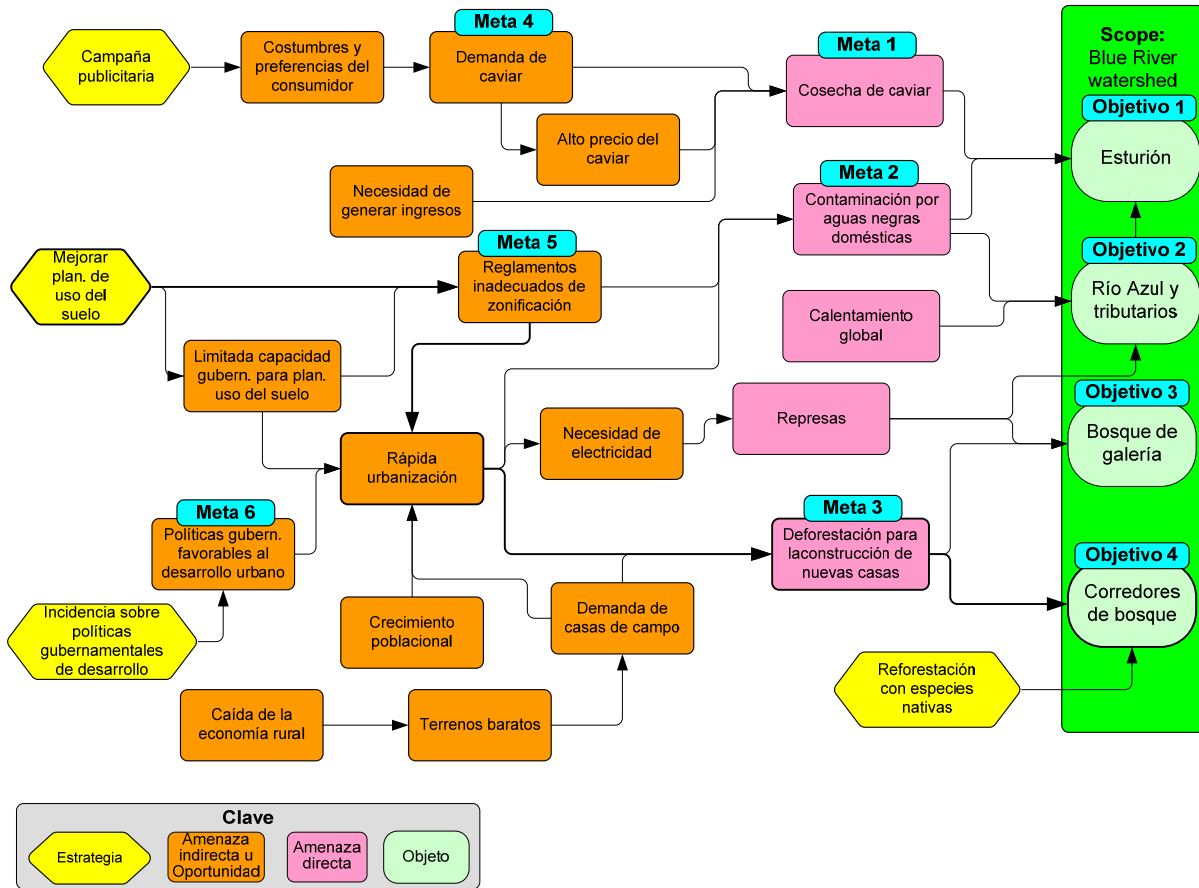 Meta 4
Campaña
publicitaria
Costumbres y
preferencias del
consumidor
Demanda de
caviar
Alto precio del
caviar
Necesidad de
generar ingresos
Meta 1
Cosecha de caviar
Scope:
Blue River
watershed
Objetivo 1
Esturión
Meta 2
Contaminación por
aguas negras
domésticas
Mejorar
plan. de
uso del
suelo
Meta 5
Reglamentos
inadecuados de
zonificación
Objetivo 2
Río Azul y
tributarios
Calentamiento
global
Limitada capacidad
gubern. para plan.
uso del suelo
Rápida
urbanización
Necesidad de
electricidad
Represas
Objetivo 3
Bosque de
galería
Meta 6
Políticas gubern.
favorables al
desarrollo urbano
Meta 3
Deforestación para
laconstrucción de
nuevas casas
Objetivo 4
Corredores
de bosque
Incidencia sobre
políticas
gubernamentales
de desarrollo
Crecimiento
poblacional
Demanda de
casas de campo
Reforestación
con especies
nativas
Caída de la
economía rural
Terrenos baratos
Clave
Estrategia
Amenaza
indirecta u
Oportunidad
Amenaza
directa
Objeto